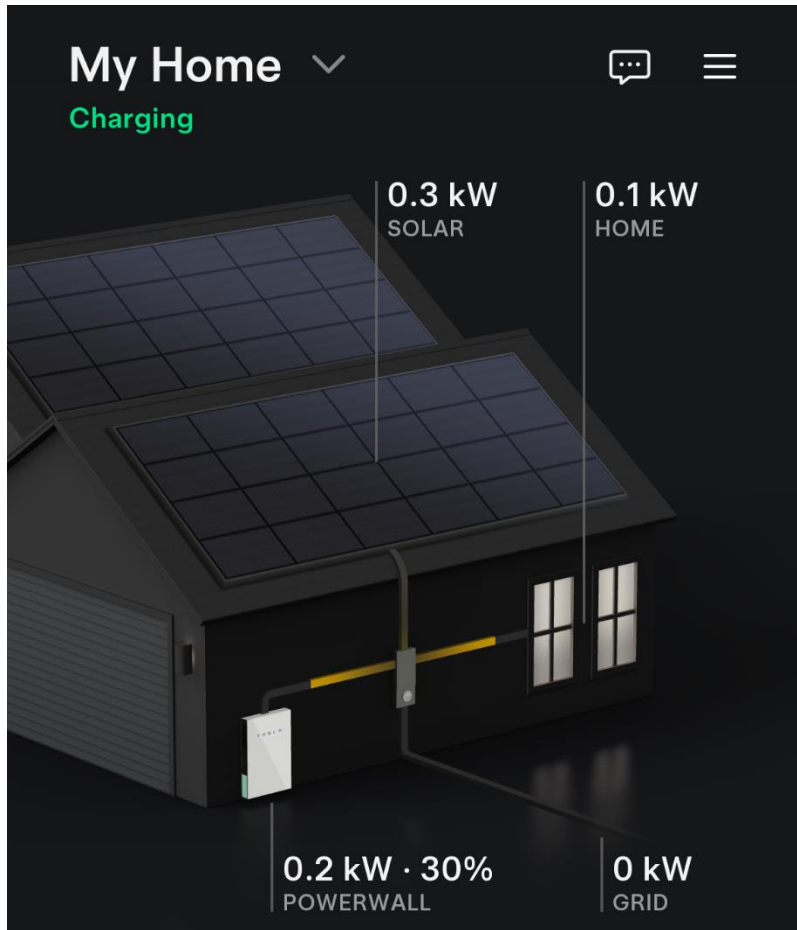 My Home
Charging
0.3 kW
SOLAR
0.1 kW
HOME
TESLA
0.2 kW · 30%
POWERWALL
0 kW
GRID